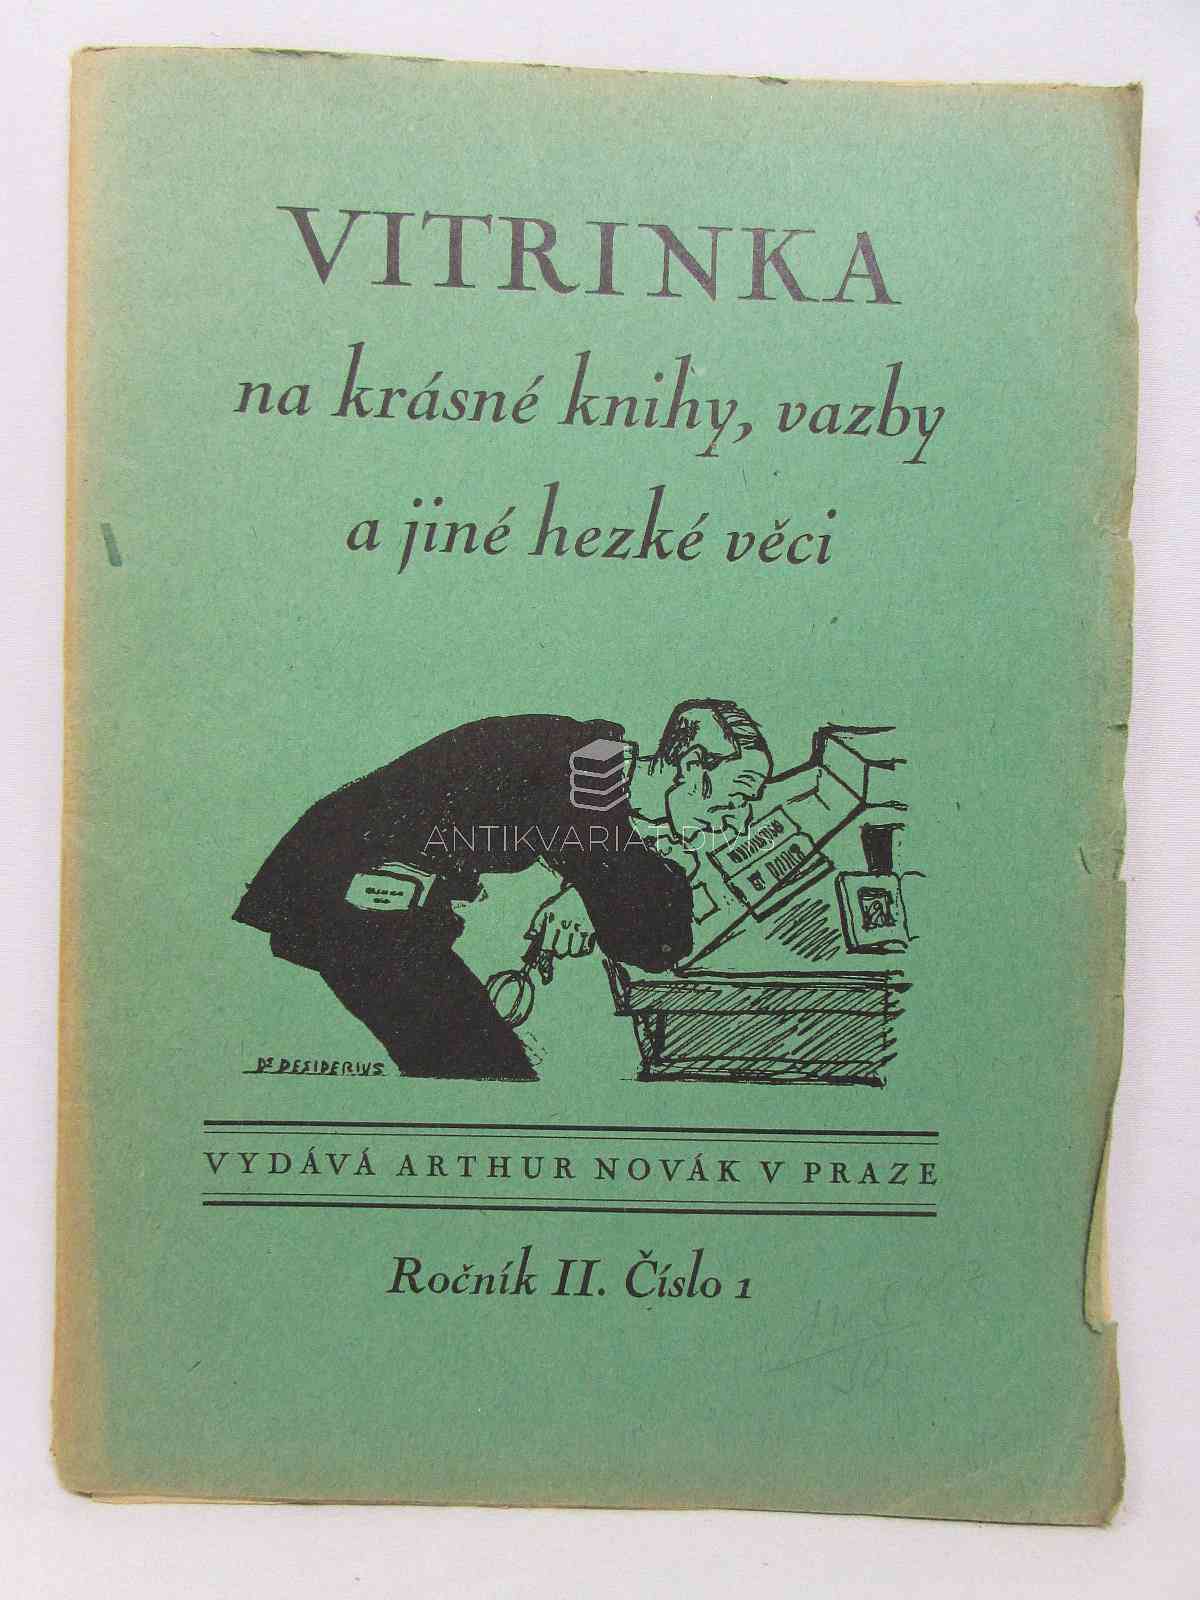 VITRINKA
na krásné knihy, vazby
a jiné hezké věci
ANTIKVARIAT DIVIŠ
Dr DESIDERIUS
VYDÁVÁ ARTHUR NOVÁK V PRAZE
Ročník II. Číslo 1